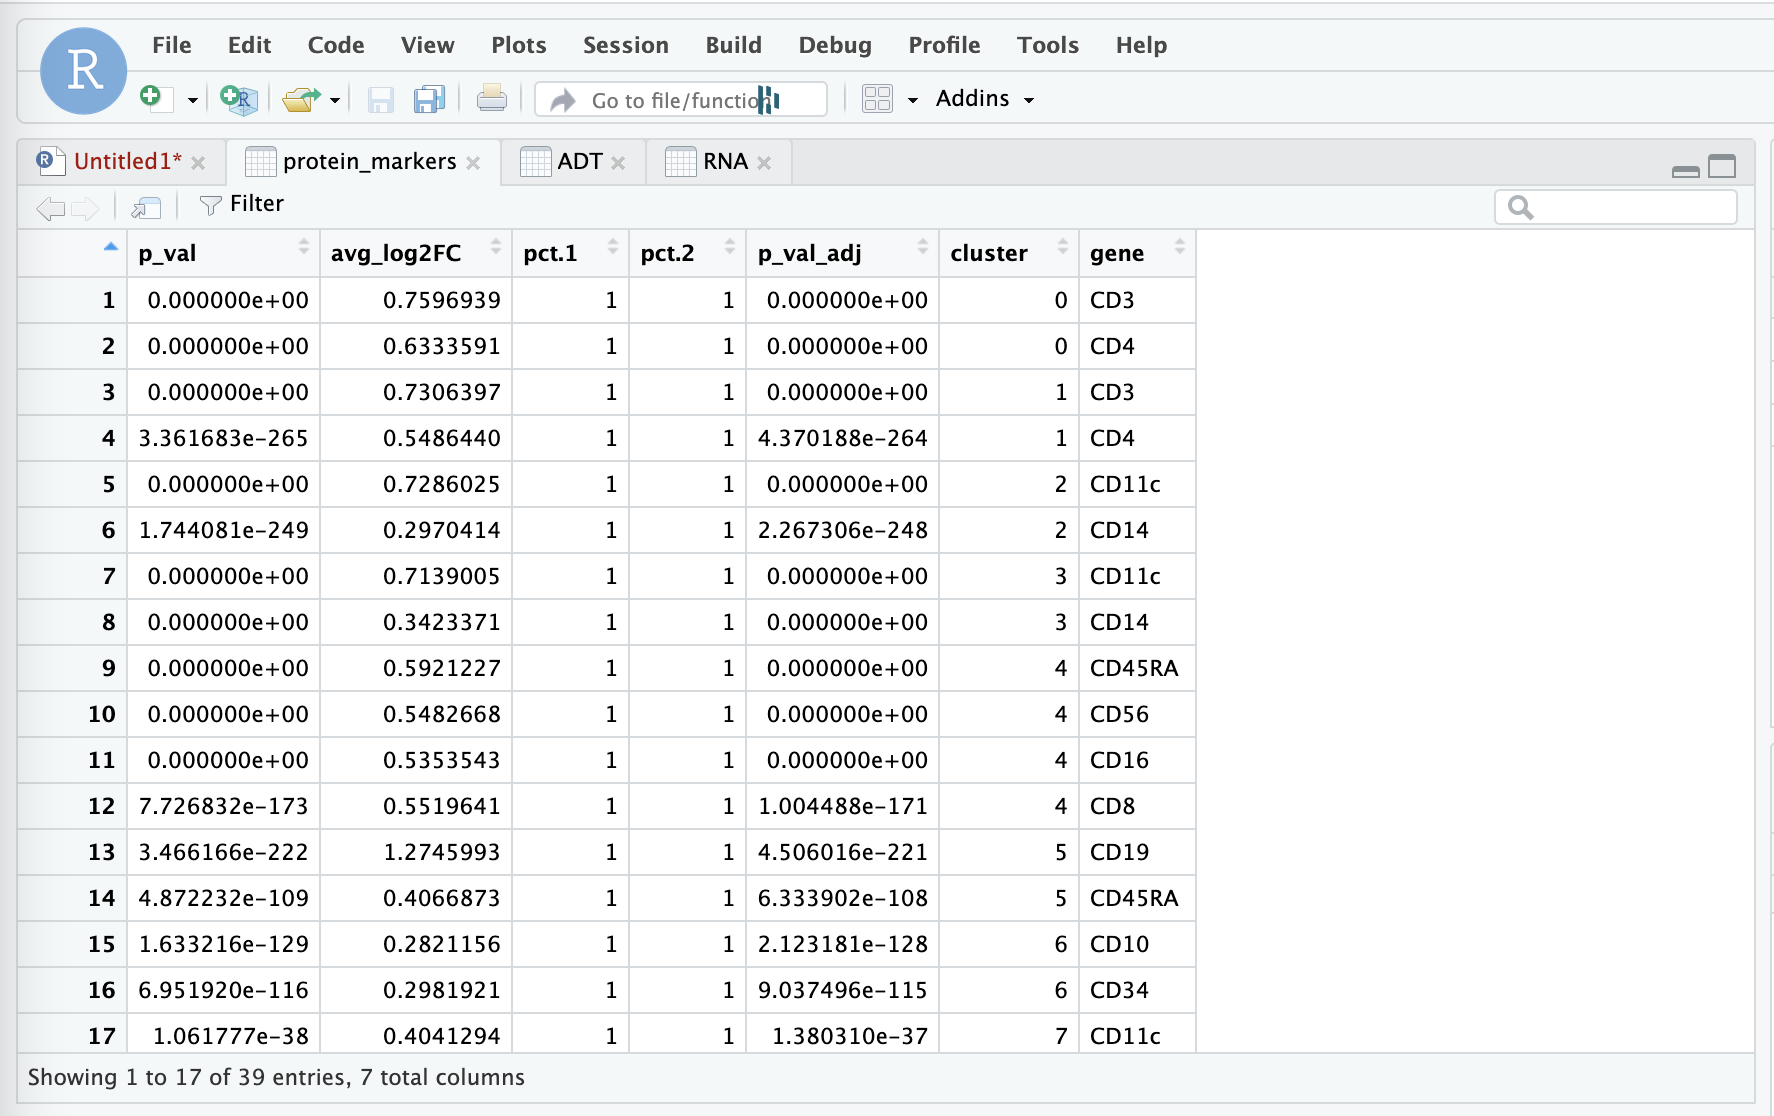 R
File Edit Code View Plots Session Build Debug Profile Tools Help
R Go to file/function Addins
R Untitled1* protein_markers ADT RNA
Filter
p_val avg_log2FC pct.1 pct.2 p_val_adj cluster gene
1 0.000000e+00 0.7596939 1 1 0.000000e+00 0 CD3
2 0.000000e+00 0.6333591 1 1 0.000000e+00 0 CD4
3 0.000000e+00 0.7306397 1 1 0.000000e+00 1 CD3
4 3.361683e-265 0.5486440 1 1 4.370188e-264 1 CD4
5 0.000000e+00 0.7286025 1 1 0.000000e+00 2 CD11c
6 1.744081e-249 0.2970414 1 1 2.267306e-248 2 CD14
7 0.000000e+00 0.7139005 1 1 0.000000e+00 3 CD11c
8 0.000000e+00 0.3423371 1 1 0.000000e+00 3 CD14
9 0.000000e+00 0.5921227 1 1 0.000000e+00 4 CD45RA
10 0.000000e+00 0.5482668 1 1 0.000000e+00 4 CD56
11 0.000000e+00 0.5353543 1 1 0.000000e+00 4 CD16
12 7.726832e-173 0.5519641 1 1 1.004488e-171 4 CD8
13 3.466166e-222 1.2745993 1 1 4.506016e-221 5 CD19
14 4.872232e-109 0.4066873 1 1 6.333902e-108 5 CD45RA
15 1.633216e-129 0.2821156 1 1 2.123181e-128 6 CD10
16 6.951920e-116 0.2981921 1 1 9.037496e-115 6 CD34
17 1.061777e-38 0.4041294 1 1 1.380310e-37 7 CD11c
Showing 1 to 17 of 39 entries, 7 total columns